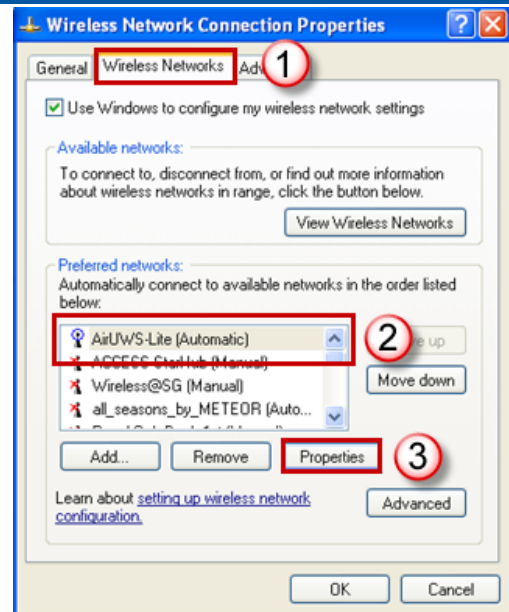 Wireless Network Connection Properties
General Wireless Networks
1
Use Windows to configure my wireless network settings
Available networks:
To connect to, disconnect from, or find out more information
about wireless networks in range, click the button below.
View Wireless Networks
Preferred networks:
Automatically connect to available networks in the order listed
below:
AirUWS-Lite (Automatic)
2
up
ACCESS-StarHub (Manual)
Wireless@SG (Manual)
Move down
all_seasons_by_METEOR (Auto...
Add... Remove Properties
3
Learn about setting up wireless network
configuration.
Advanced
OK Cancel